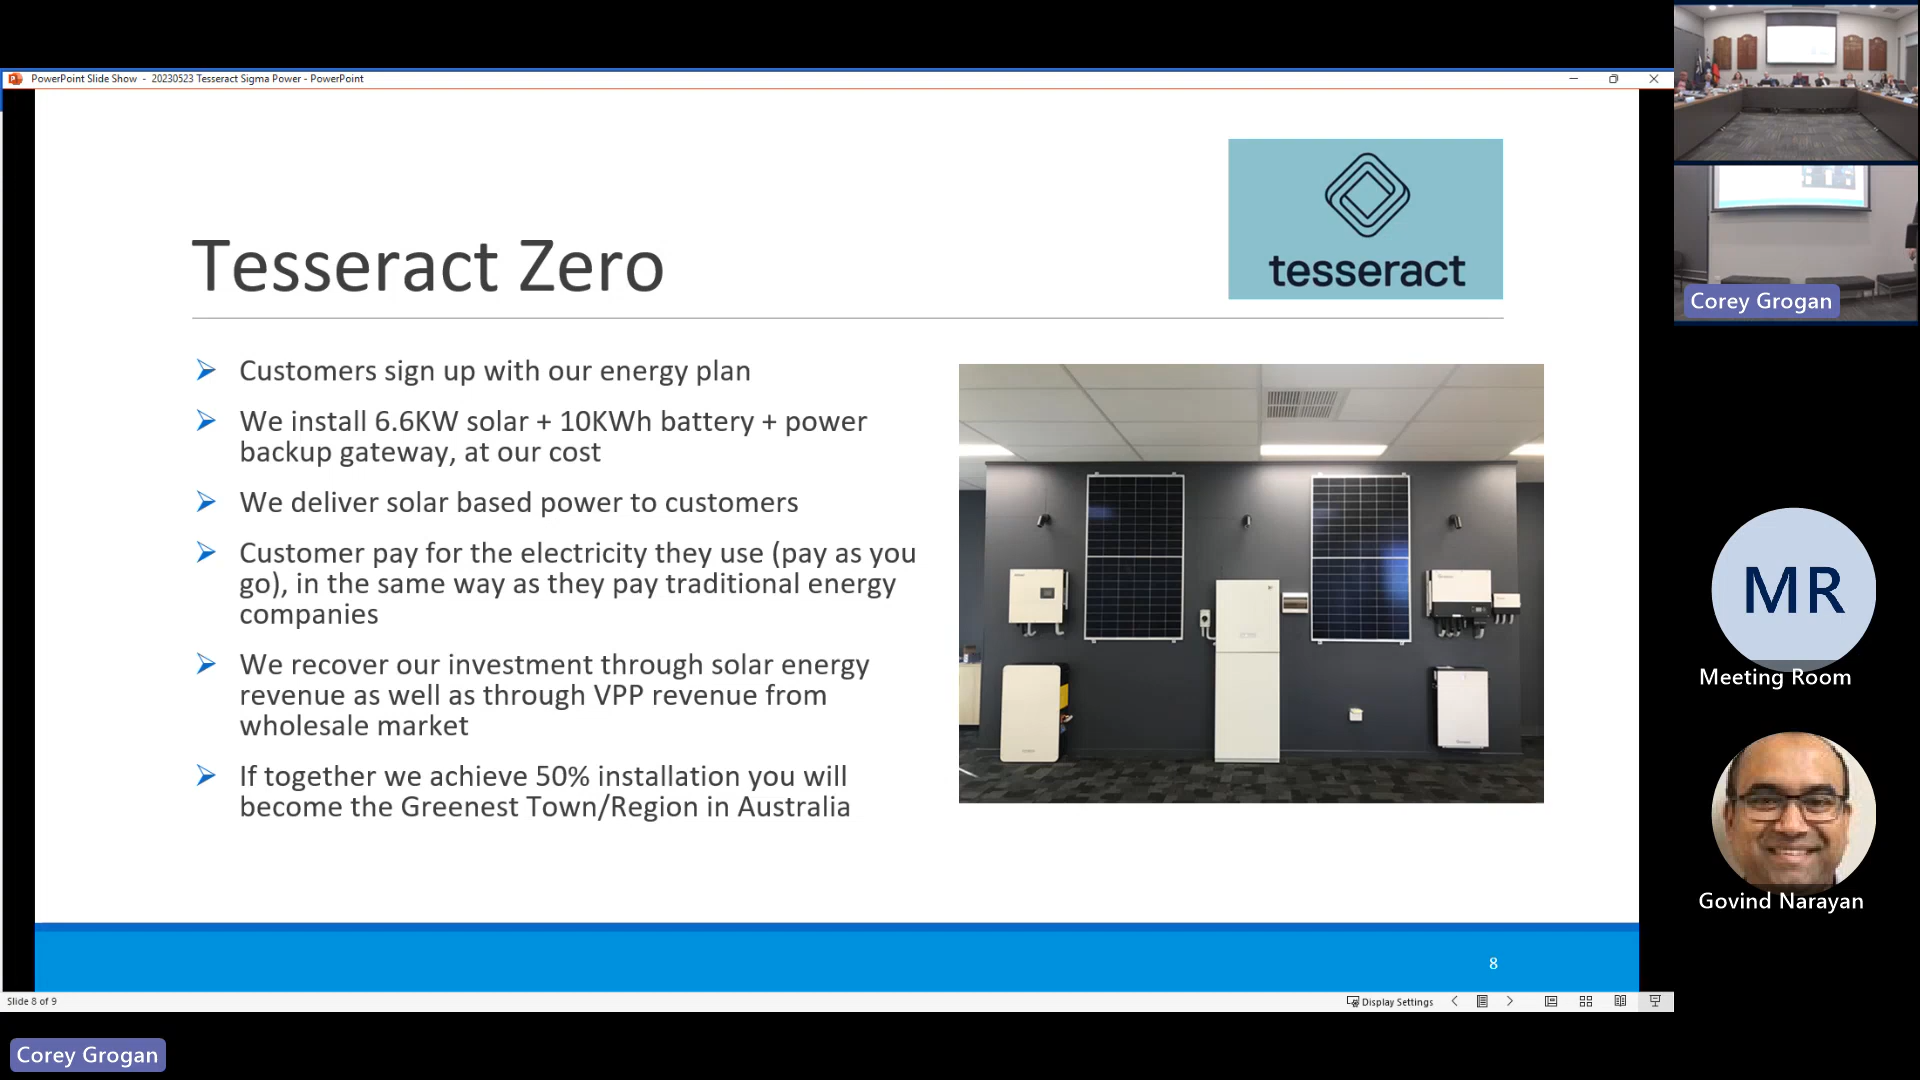 PowerPoint Slide Show - 20230523 Tesseract Sigma Power - PowerPoint
tesseract
Tesseract Zero
Customers sign up with our energy plan
We install 6.6KW solar + 10KWh battery + power
backup gateway, at our cost
We deliver solar based power to customers
Customer pay for the electricity they use (pay as you
go), in the same way as they pay traditional energy
companies
We recover our investment through solar energy
revenue as well as through VPP revenue from
wholesale market
If together we achieve 50% installation you will
become the Greenest Town/Region in Australia
8
Slide 8 of 9
Display Settings
Corey Grogan
Corey Grogan
MR
Meeting Room
Govind Narayan